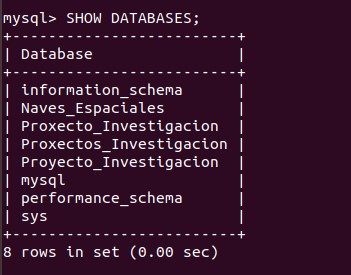 mysql> SHOW DATABASES;
+-------------------------+
| Database                |
+-------------------------+
| information_schema      |
| Naves_Espaciales        |
| Proxecto_Investigacion  |
| Proxectos_Investigacion |
| Proyecto_Investigacion  |
| mysql                   |
| performance_schema      |
| sys                     |
+-------------------------+
8 rows in set (0.00 sec)